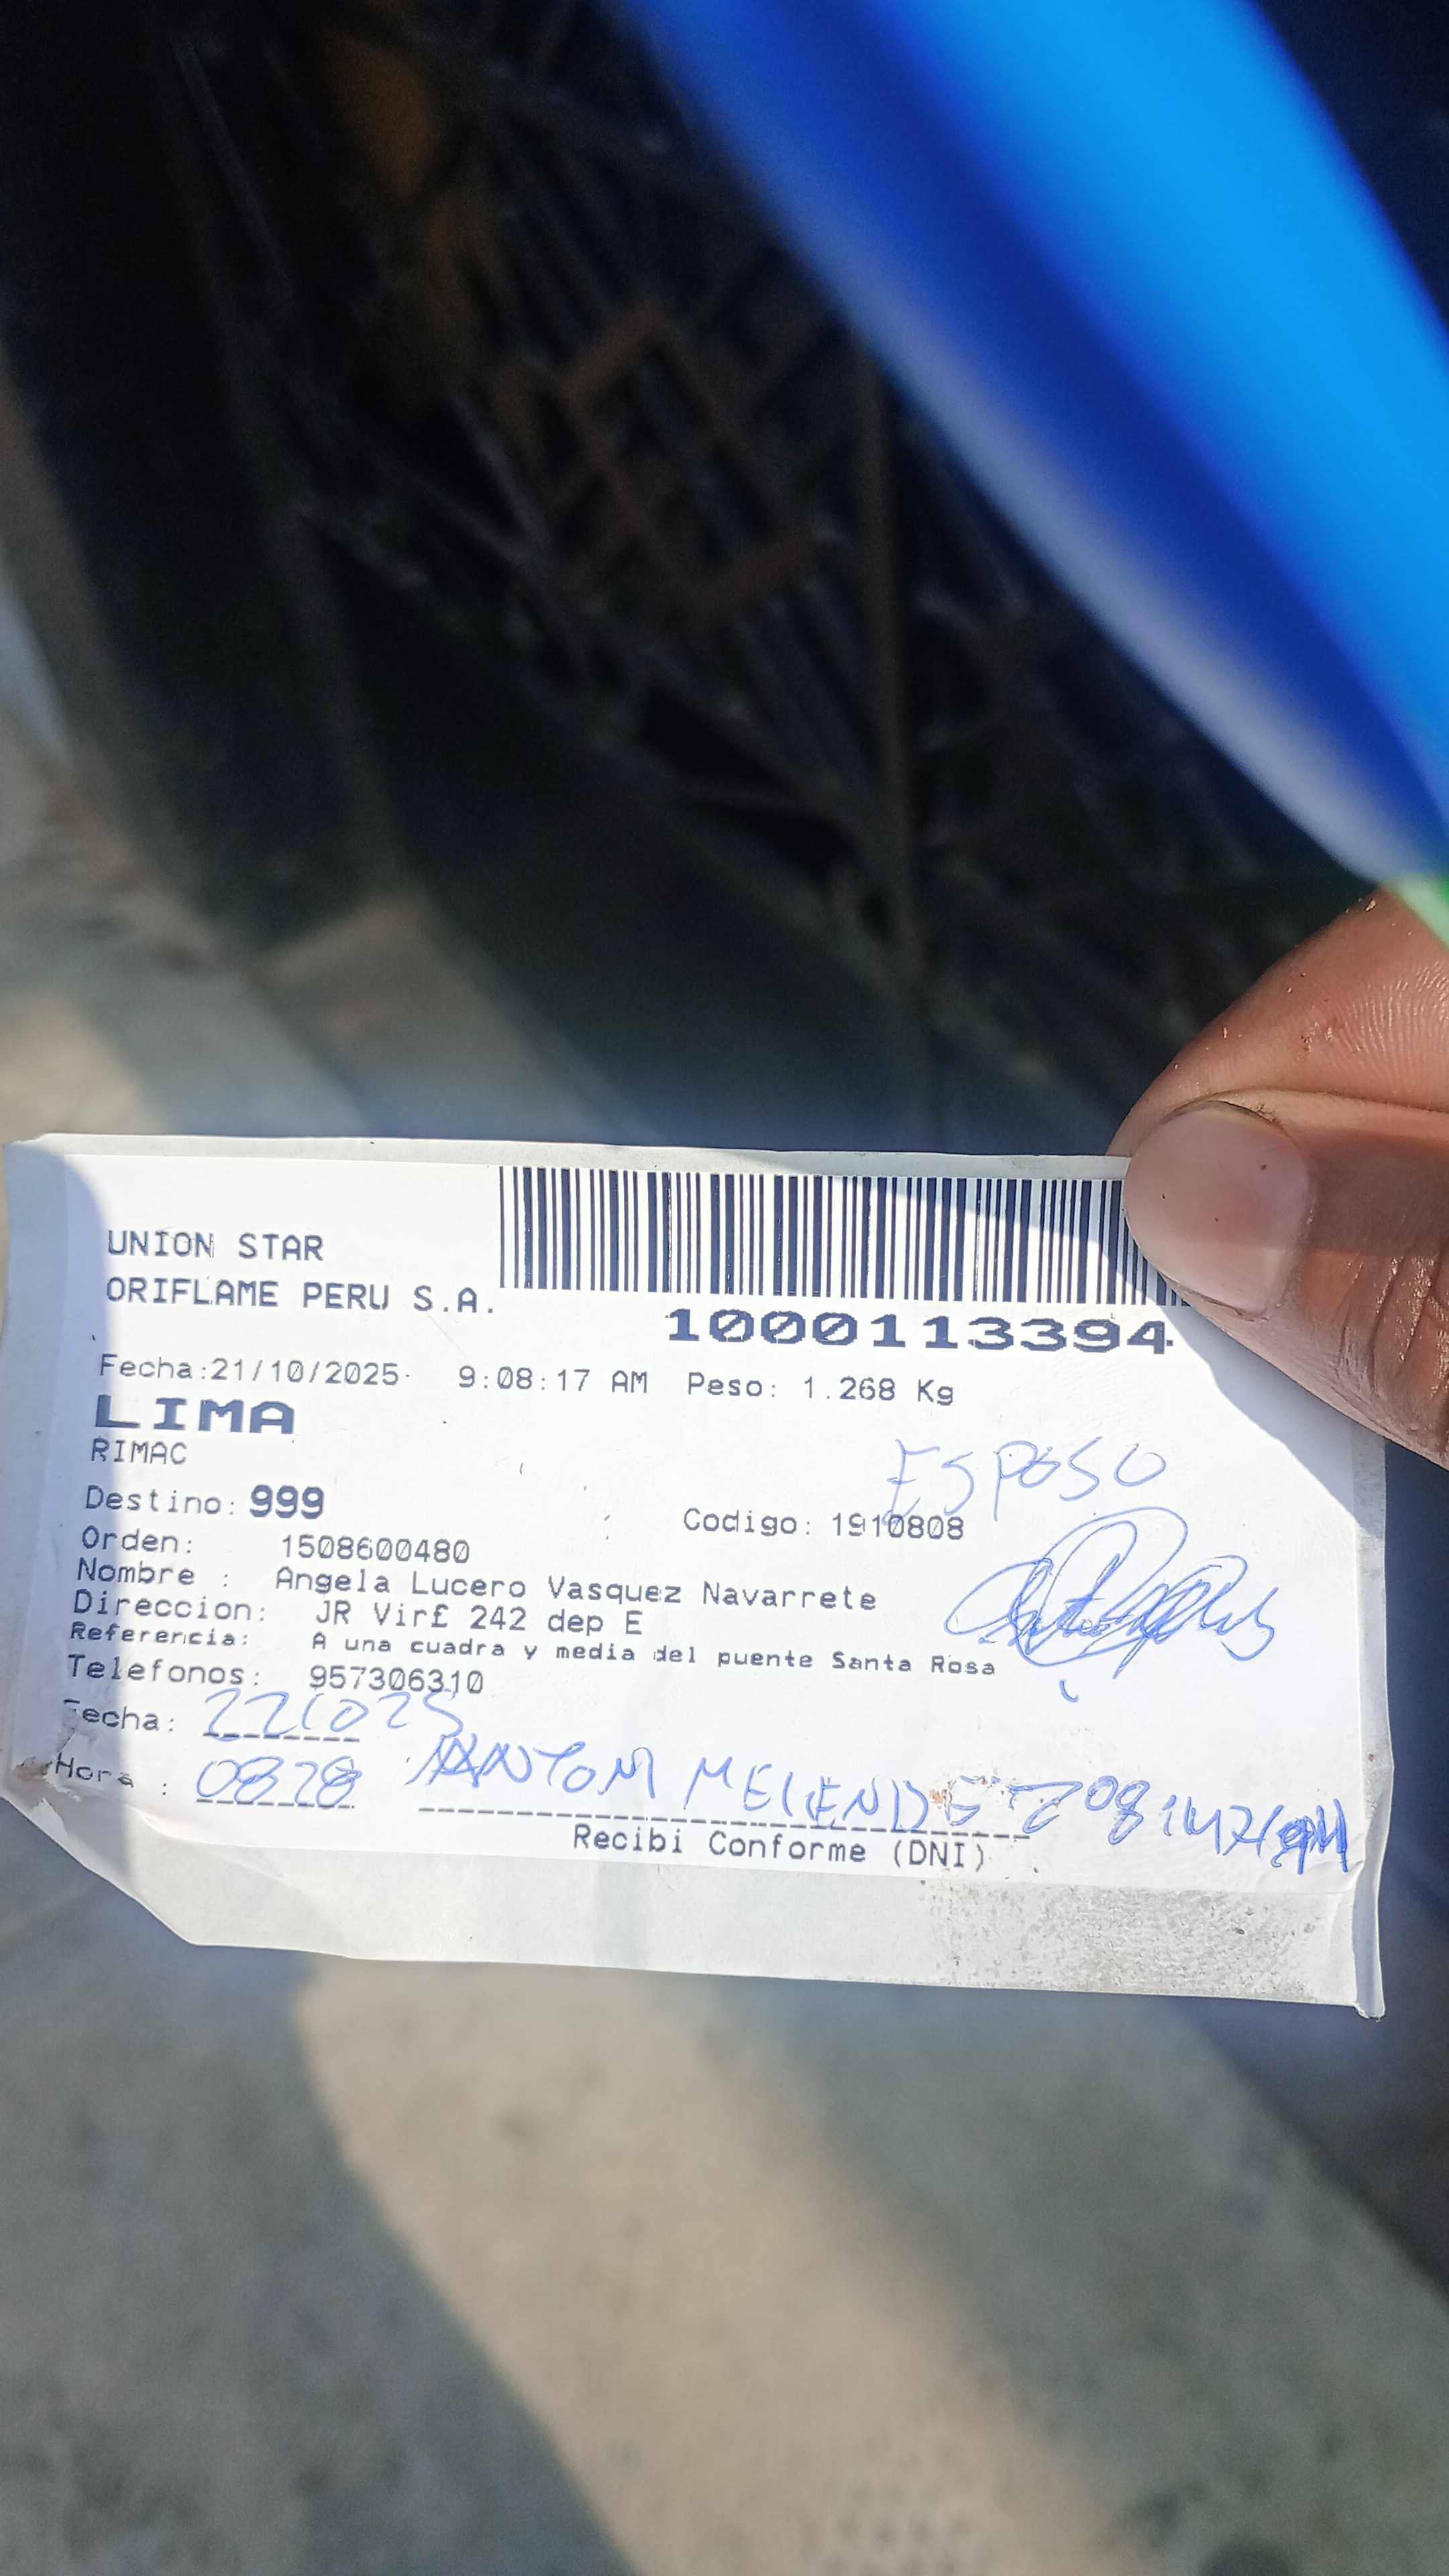 UNION STAR
ORIFLAME PERU S.A.
1000113394
Fecha:21/10/2025 9:08:17 AM Peso: 1.268 Kg
LIMA
RIMAC
ESPOSO
Destino: 999
Codigo: 1910808
Orden: 1508600480
Nombre : Angela Lucero Vasquez Navarrete
Direccion: JR Vir£ 242 dep E
Referencia: A una cuadra y media del puente Santa Rosa
Telefonos: 957306310
Fecha: 221025
Hora : 0828
Recibi Conforme (DNI)